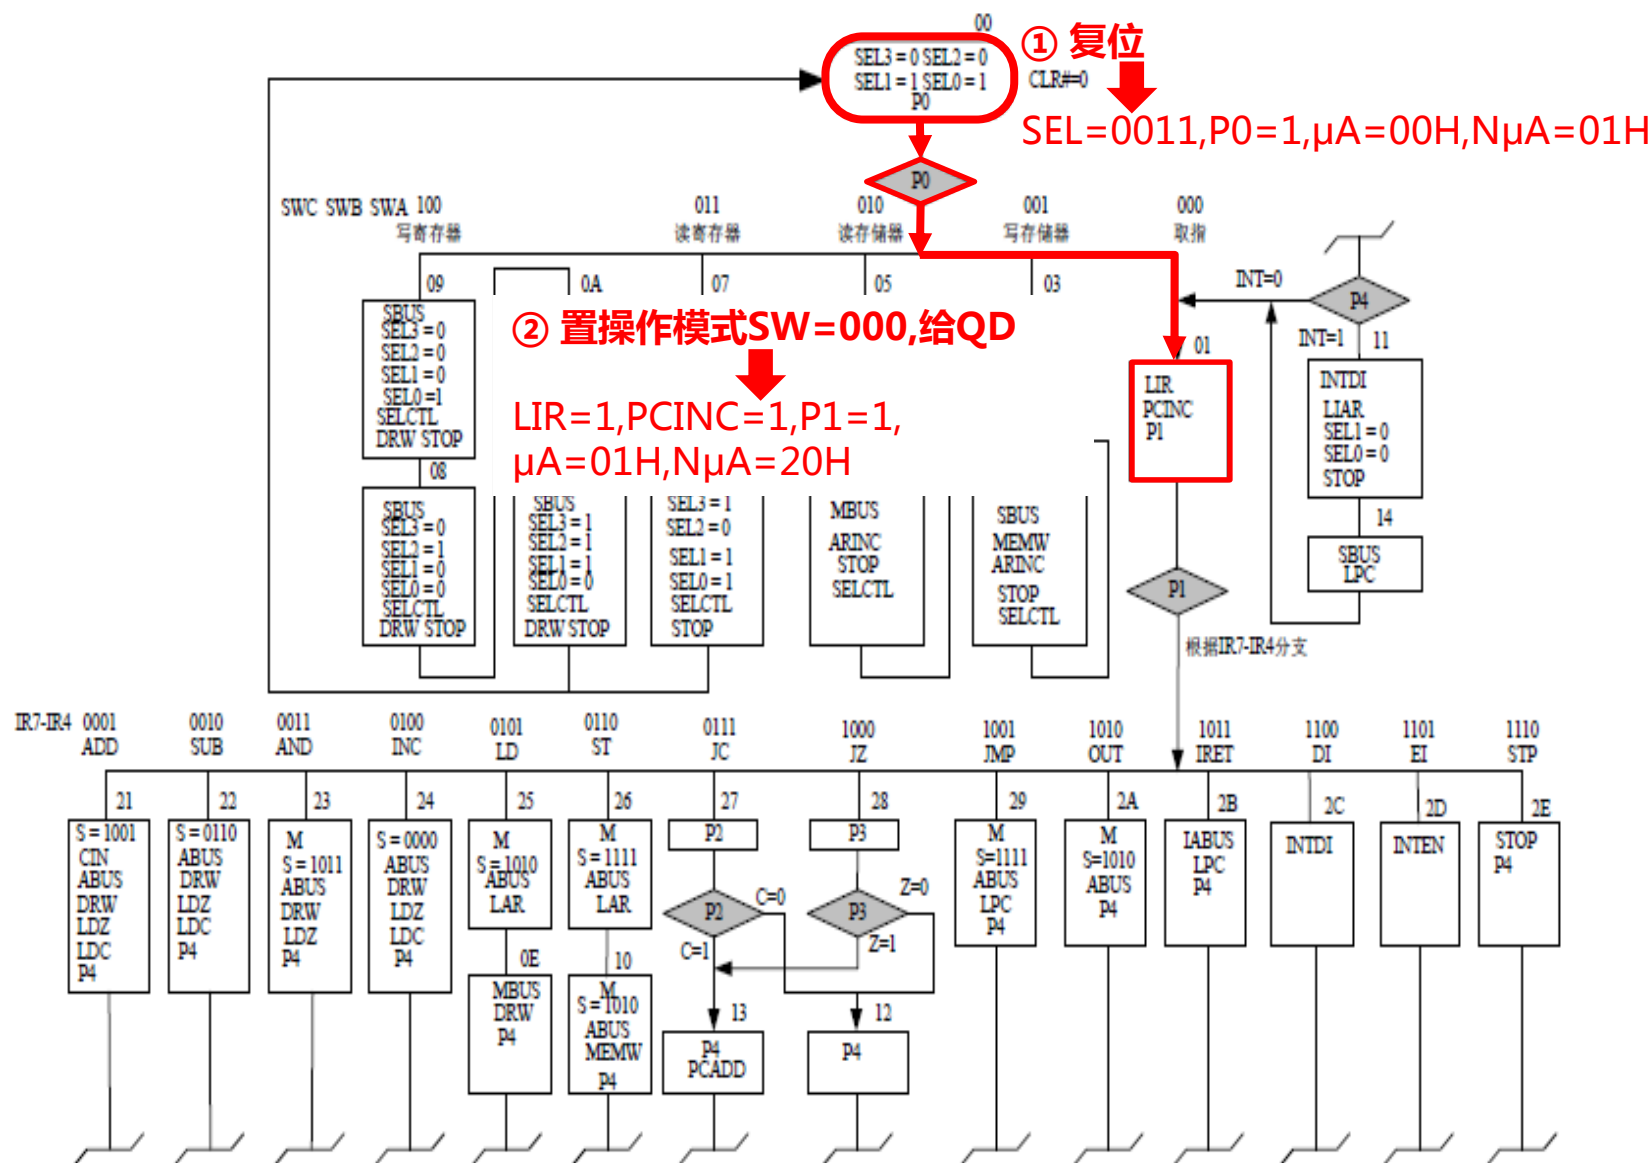 00
① 复位
SEL3 = 0 SEL2 = 0
SEL1 = 1 SEL0 = 1
P0
CLR#=0
SEL=0011,P0=1,μA=00H,NμA=01H
P0
SWC SWB SWA 100
011
010
001
000
写寄存器
读寄存器
读存储器
写存储器
取指
09
0A
07
05
03
INT=0
P4
② 置操作模式SW=000,给QD
LIR=1,PCINC=1,P1=1,
μA=01H,NμA=20H
SBUS
SEL3 = 0
SEL2 = 0
SEL1 = 0
SEL0 =1
SELCTL
DRW STOP
08
SBUS
SEL3 = 0
SEL2 = 1
SEL1 = 0
SEL0 = 0
SELCTL
DRW STOP
SBUS
SEL3 = 1
SEL2 = 1
SEL1 = 1
SEL0 = 0
SELCTL
DRW STOP
SEL3 = 1
SEL2 = 0
SEL1 = 1
SEL0 = 1
SELCTL
STOP
MBUS
ARINC
STOP
SELCTL
SBUS
MEMW
ARINC
STOP
SELCTL
01
LIR
PCINC
P1
P1
根据IR7-IR4分支
INT=1
11
INTDI
LIAR
SEL1 = 0
SEL0 = 0
STOP
14
SBUS
LPC
IR7-IR4
0001
ADD
0010
SUB
0011
AND
0100
INC
0101
LD
0110
ST
0111
JC
1000
JZ
1001
JMP
1010
OUT
1011
IRET
1100
DI
1101
EI
1110
STP
21
S = 1001
CIN
ABUS
DRW
LDZ
LDC
P4
22
S = 0110
ABUS
DRW
LDZ
LDC
P4
23
M
S = 1011
ABUS
DRW
LDZ
P4
24
S = 0000
ABUS
DRW
LDZ
LDC
P4
25
M
S = 1010
ABUS
LAR
0E
MBUS
DRW
P4
26
M
S = 1111
ABUS
LAR
10
M
S = 1010
ABUS
MEMW
P4
27
P2
P2
C=0
C=1
13
P4
PCADD
28
P3
P3
Z=0
Z=1
12
P4
29
M
S=1111
ABUS
LPC
P4
2A
M
S=1010
ABUS
P4
2B
IABUS
LPC
P4
2C
INTDI
2D
INTEN
2E
STOP
P4